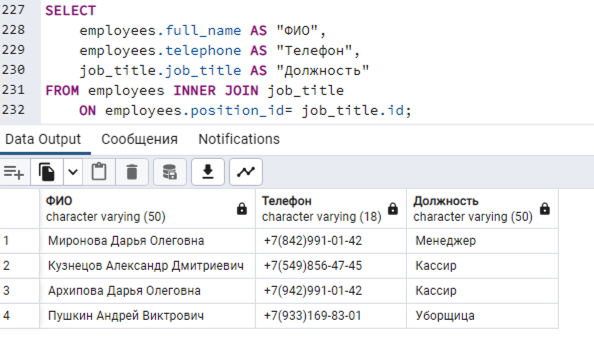 227 SELECT
228 employees.full_name AS "ФИО",
229 employees.telephone AS "Телефон",
230 job_title.job_title AS "Должность"
231 FROM employees INNER JOIN job_title
232 ON employees.position_id= job_title.id;
Data Output Сообщения Notifications
ФИО Телефон Должность
character varying (50) character varying (18) character varying (50)
1 Миронова Дарья Олеговна +7(842)991-01-42 Менеджер
2 Кузнецов Александр Дмитриевич +7(549)856-47-45 Кассир
3 Архипова Дарья Олеговна +7(942)991-01-42 Кассир
4 Пушкин Андрей Виктрович +7(933)169-83-01 Уборщица